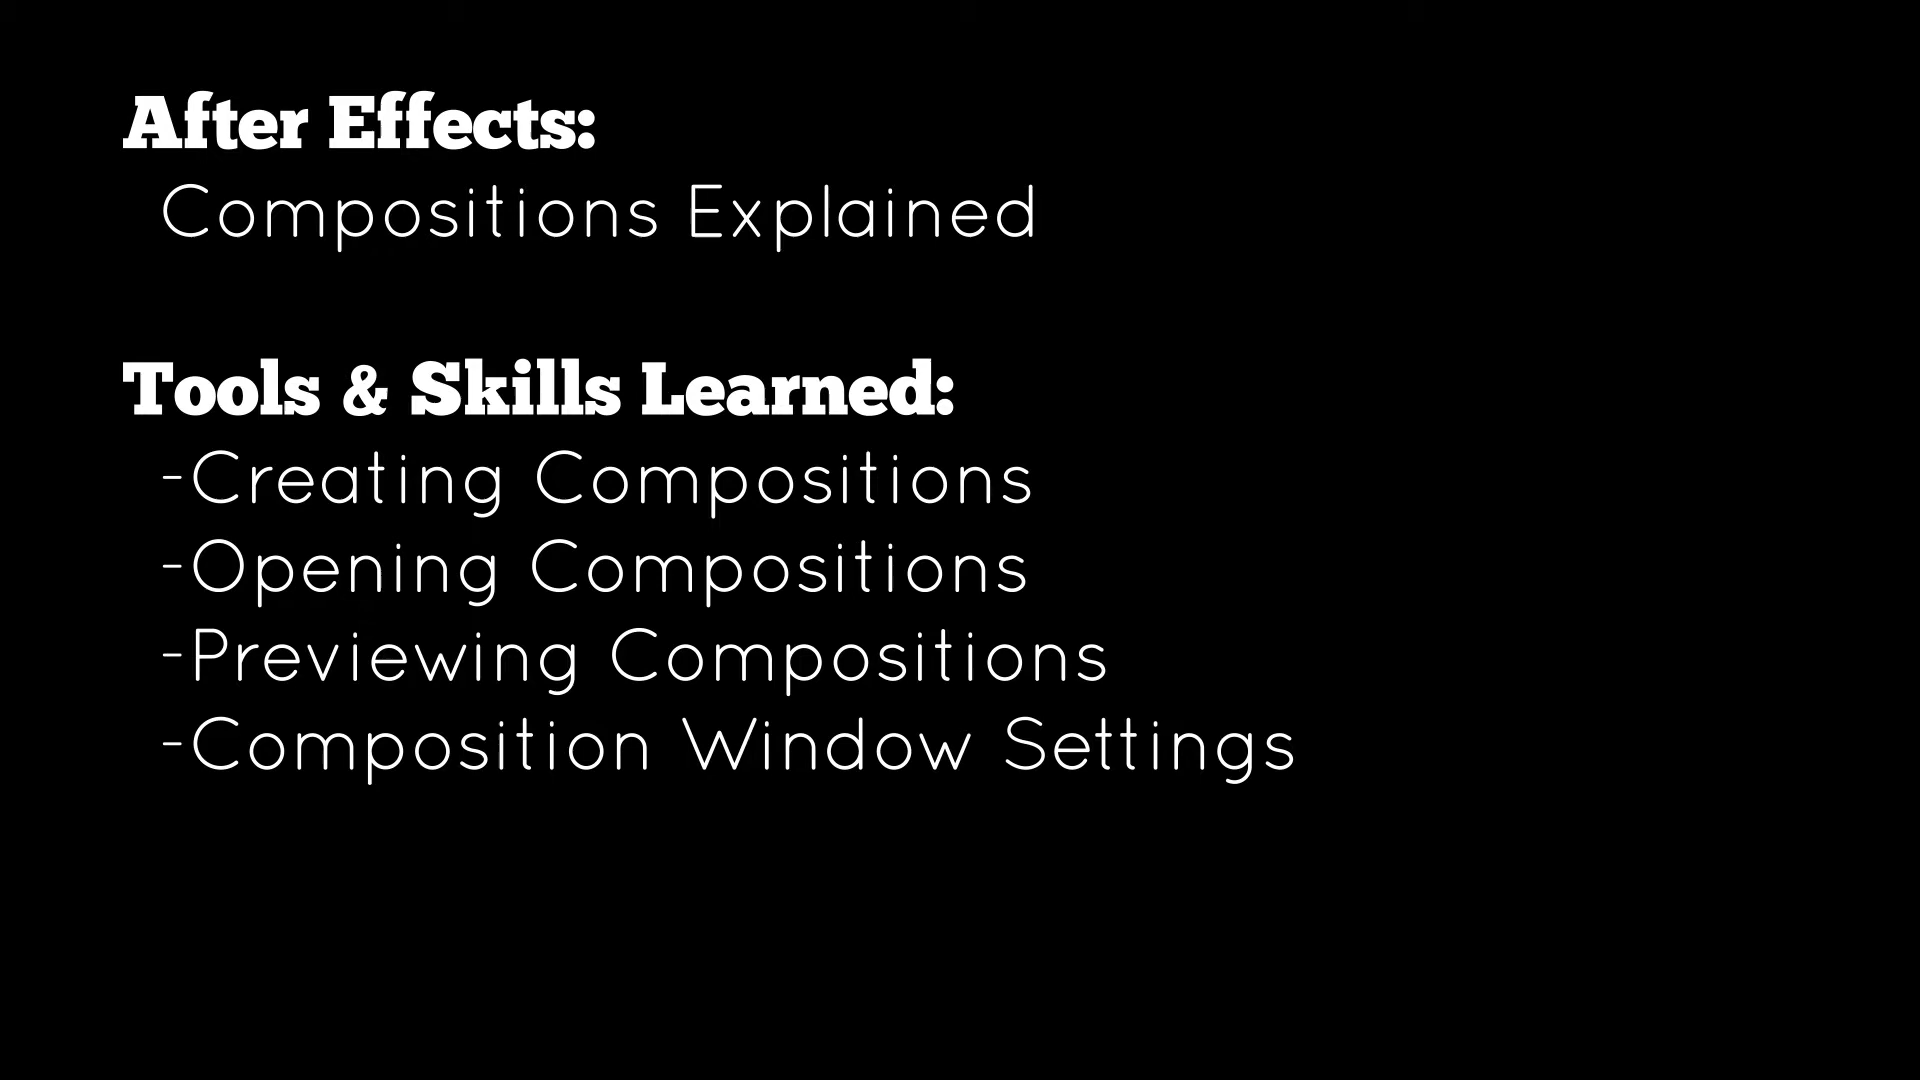 After Effects:
Compositions Explained
Tools & Skills Learned:
-Creating Compositions
-Opening Compositions
-Previewing Compositions
-Composition Window Settings